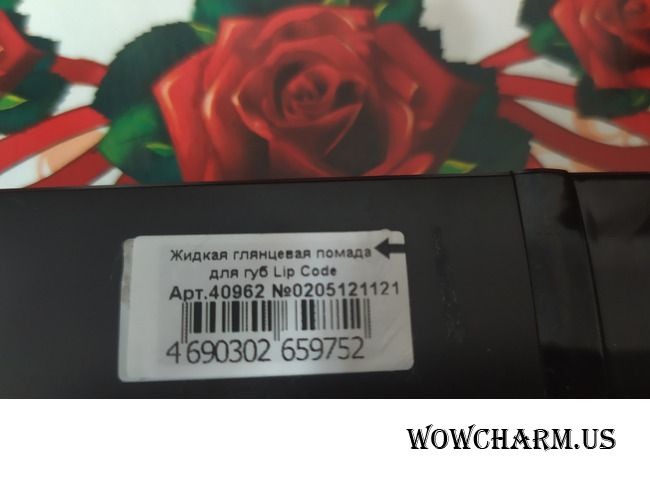 Жидкая глянцевая помада
для губ Lip Code
Арт.40962 №0205121121
4 690302 659752
WOWCHARM.US